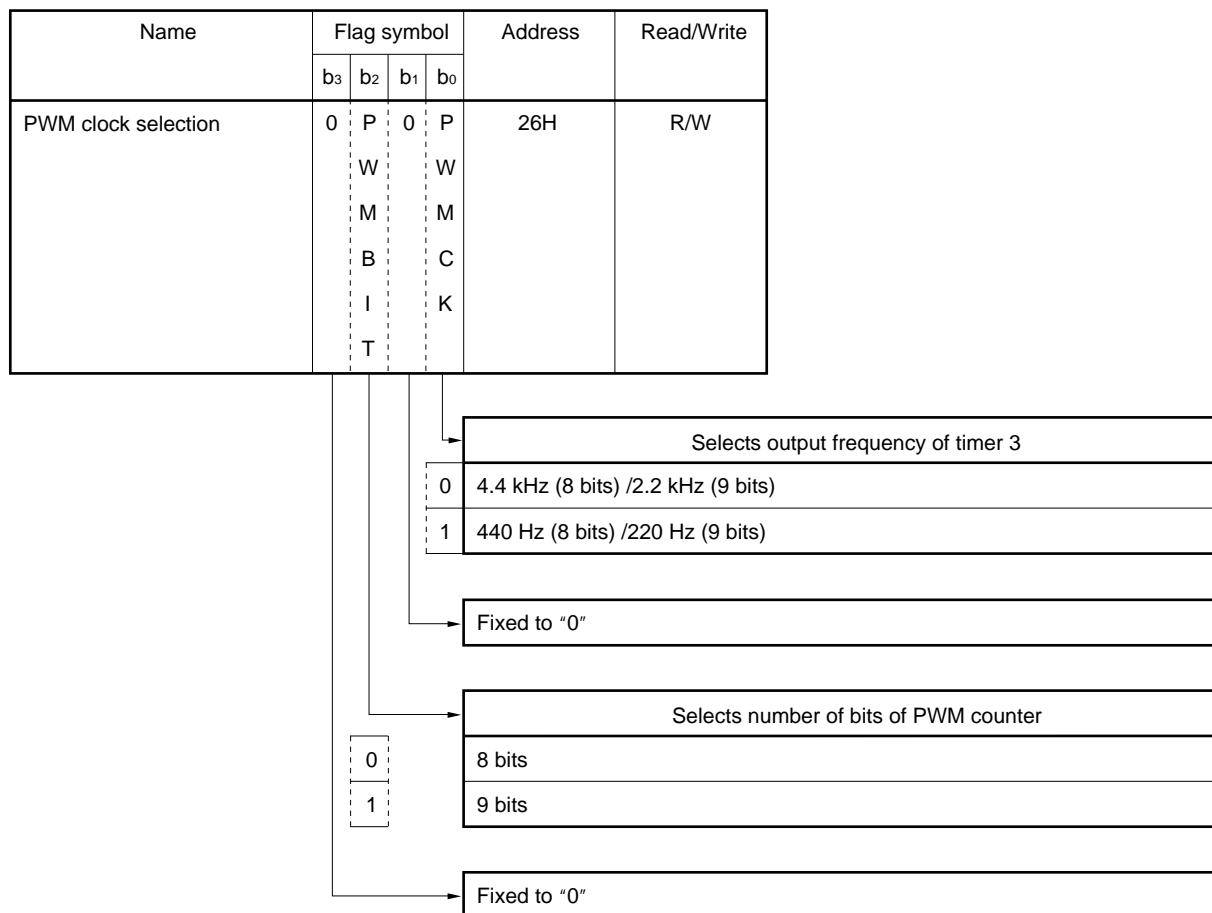 Name Flag symbol Address Read/Write
b3 b2 b1 b0
PWM clock selection 0 P 0 P 26H R/W
W W
M M
B C
I K
T
Selects output frequency of timer 3
0 4.4 kHz (8 bits) /2.2 kHz (9 bits)
1 440 Hz (8 bits) /220 Hz (9 bits)
Fixed to “0”
Selects number of bits of PWM counter
0 8 bits
1 9 bits
Fixed to “0”